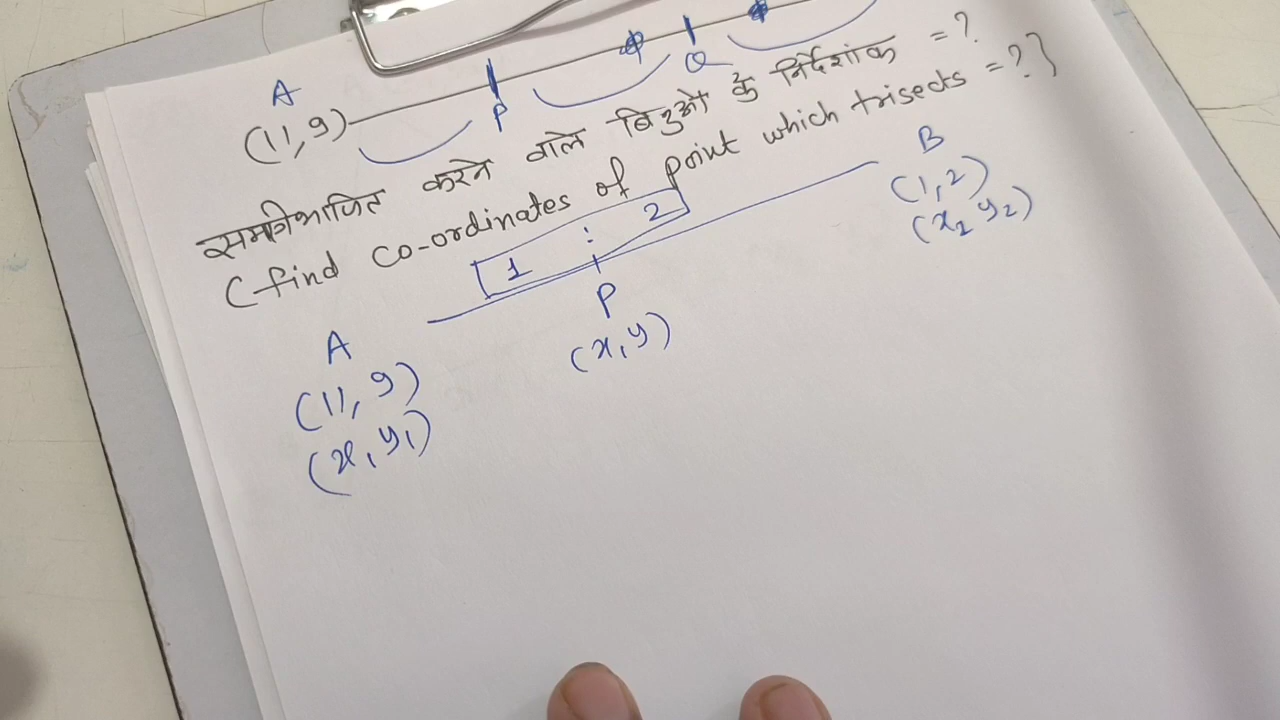 A
(11, 9)
P
Q
समत्रिभाजित करने वाले बिंदुओ के निर्देशांक = ?
(find co-ordinates of point which trisects = ?)
1 : 2
A
(11, 9)
(x₁ y₁)
P
(x, y)
B
(1, 2)
(x₂ y₂)